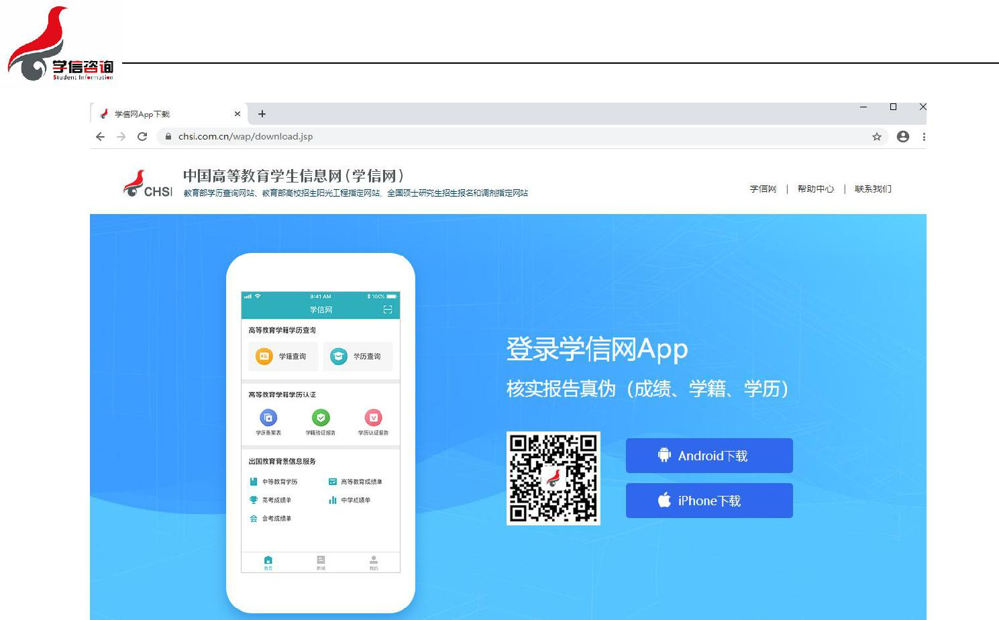 学信咨询
Student Information
学信网App下载
chsi.com.cn/wap/download.jsp
CHSI
中国高等教育学生信息网(学信网)
教育部学历查询网站、教育部高校招生阳光工程指定网站、全国硕士研究生招生报名和调剂指定网站
学信网 | 帮助中心 | 联系我们
9:41 AM
100%
学信网
高等教育学籍学历查询
学籍查询
学历查询
高等教育学籍学历认证
学历备案表
学籍验证报告
学历认证报告
出国教育背景信息服务
中等教育学历
高等教育成绩单
高考成绩单
中学成绩单
会考成绩单
首页
新闻
我的
登录学信网App
核实报告真伪（成绩、学籍、学历）
Android下载
iPhone下载